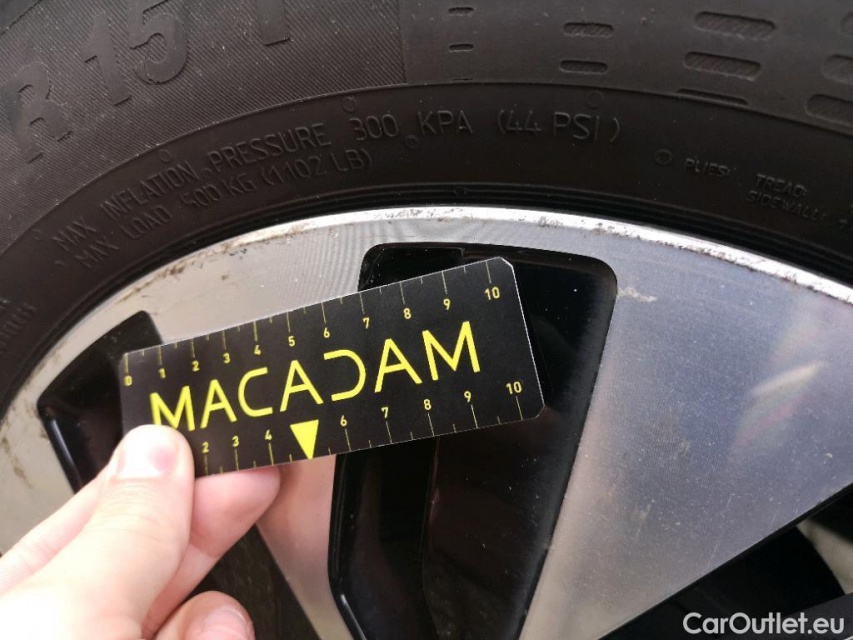 R 15 T
MAX INFLATION PRESSURE 300 KPA (44 PSI)
MAX LOAD 500 KG (1102 LB)
PLIES
TREAD
SIDEWALL
0 1 2 3 4 5 6 7 8 9 10
MACADAM
2 3 4 6 7 8 9 10
CarOutlet.eu